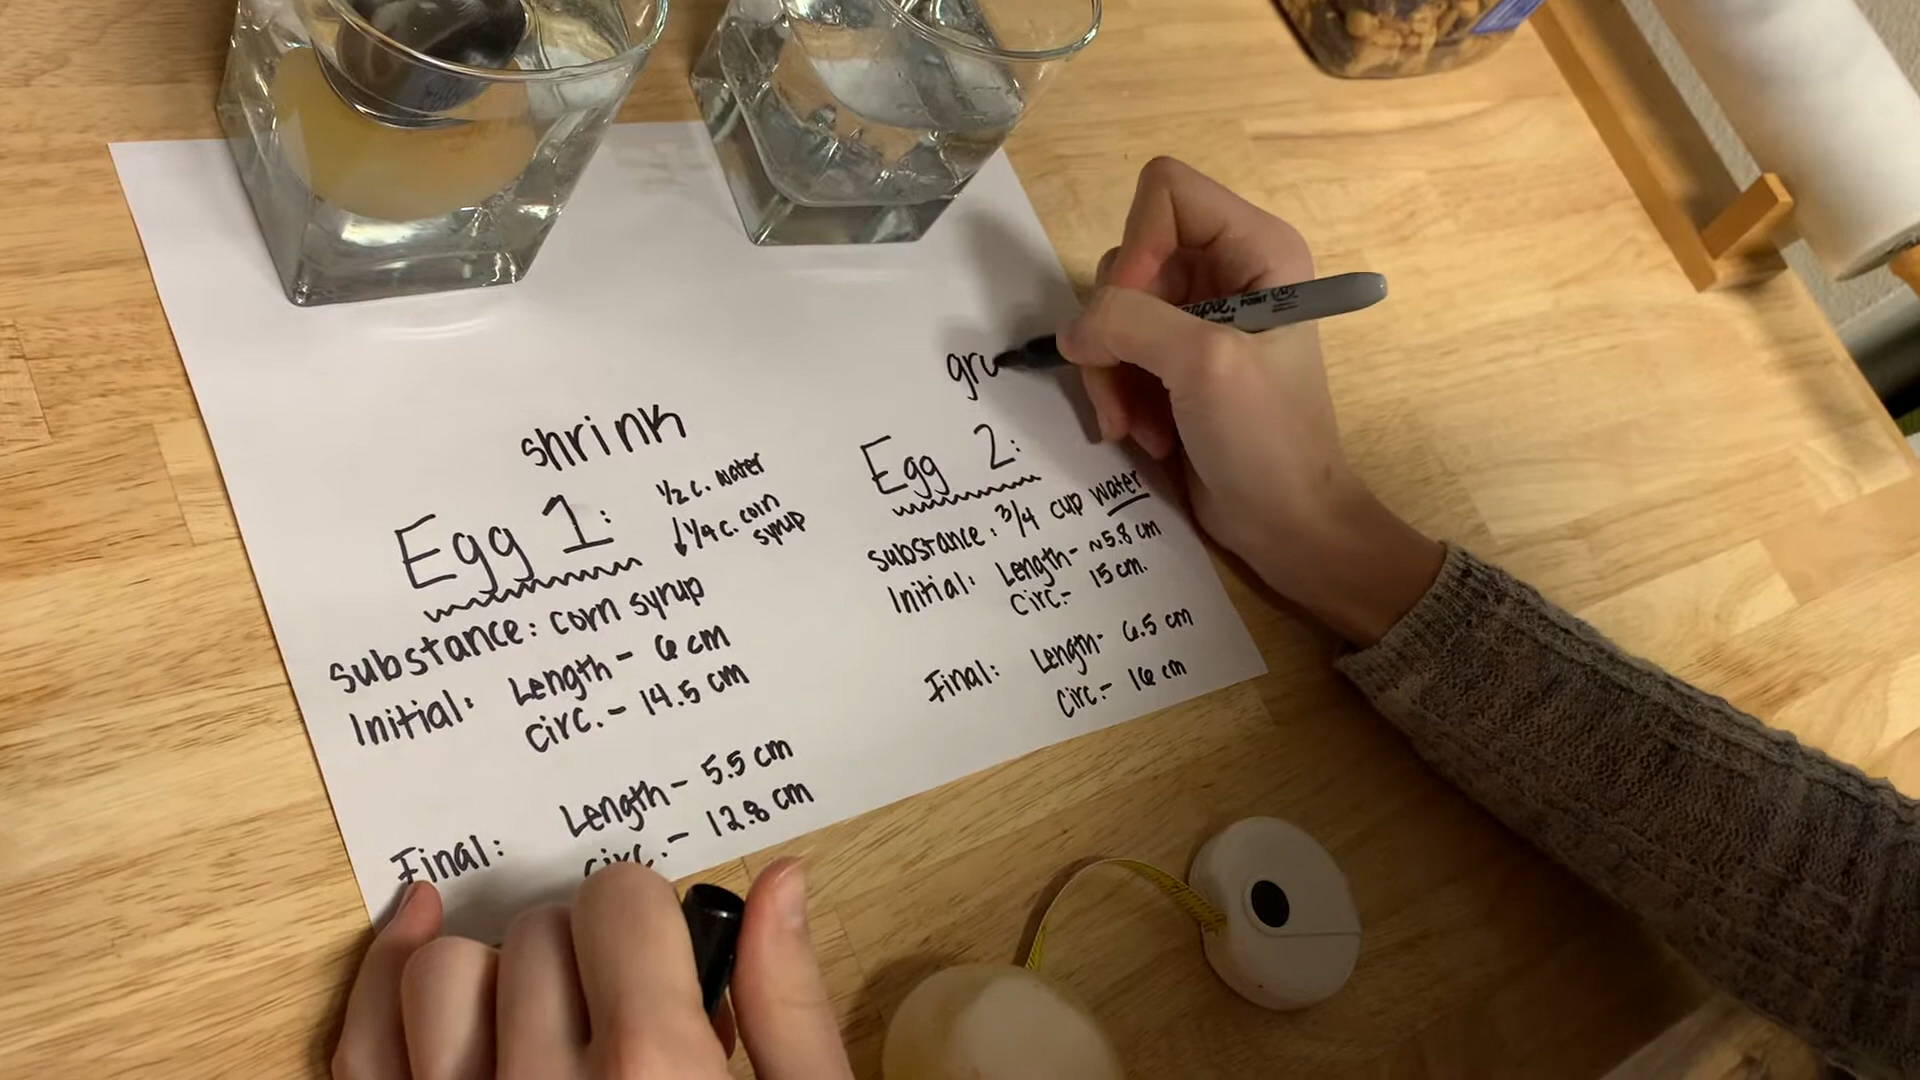 shrink
Egg 1:
1/2 c. water
↓ 1/4 c. corn
syrup
substance: corn syrup
Initial: Length - 6 cm
circ. - 14.5 cm
Final: Length - 5.5 cm
circ. - 12.8 cm
gro
Egg 2:
substance: 3/4 cup water
Initial: Length - ~5.8 cm
circ. - 15 cm.
Final: Length - 6.5 cm
circ. - 16 cm
POINT